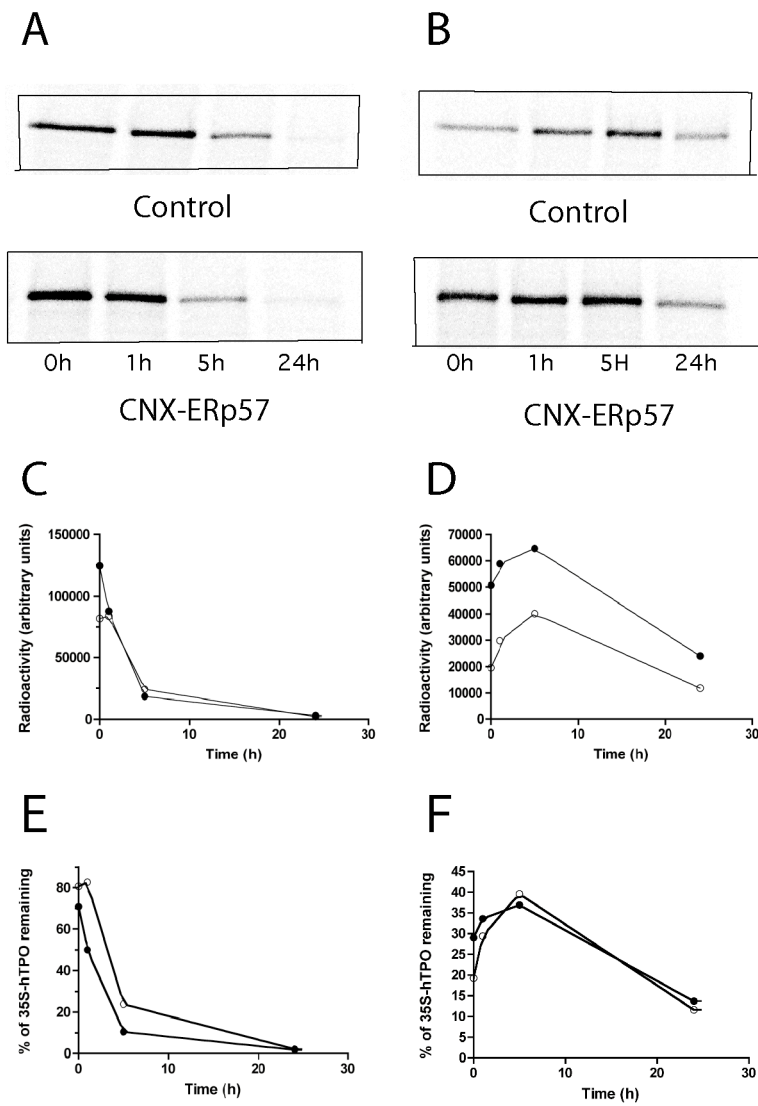 A
B
Control
Control
0h 1h 5h 24h
0h 1h 5H 24h
CNX-ERp57
CNX-ERp57
C
D
Radioactivity (arbitrary units)
150000
100000
50000
0
0 10 20 30
Time (h)
Radioactivity (arbitrary units)
70000
60000
50000
40000
30000
20000
10000
0
0 10 20 30
Time (h)
E
F
% of 35S-hTPO remaining
80
60
40
20
0
0 10 20 30
Time (h)
% of 35S-hTPO remaining
45
40
35
30
25
20
15
10
5
0
0 10 20 30
Time (h)